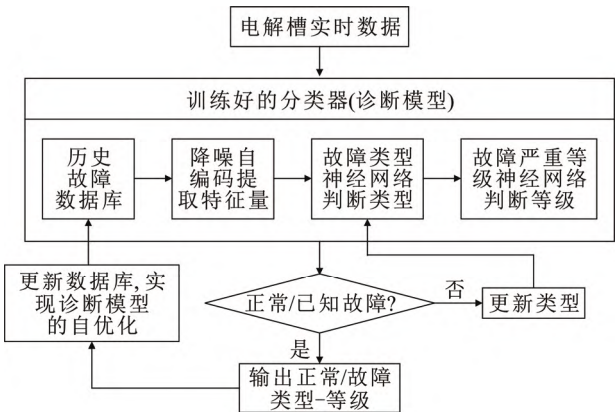 电解槽实时数据
训练好的分类器(诊断模型)
历史
故障
数据库
降噪自
编码提
取特征量
故障类型
神经网络
判断类型
故障严重等
级神经网络
判断等级
更新数据库,实
现诊断模型
的自优化
正常/已知故障?
否
更新类型
是
输出正常/故障
类型-等级